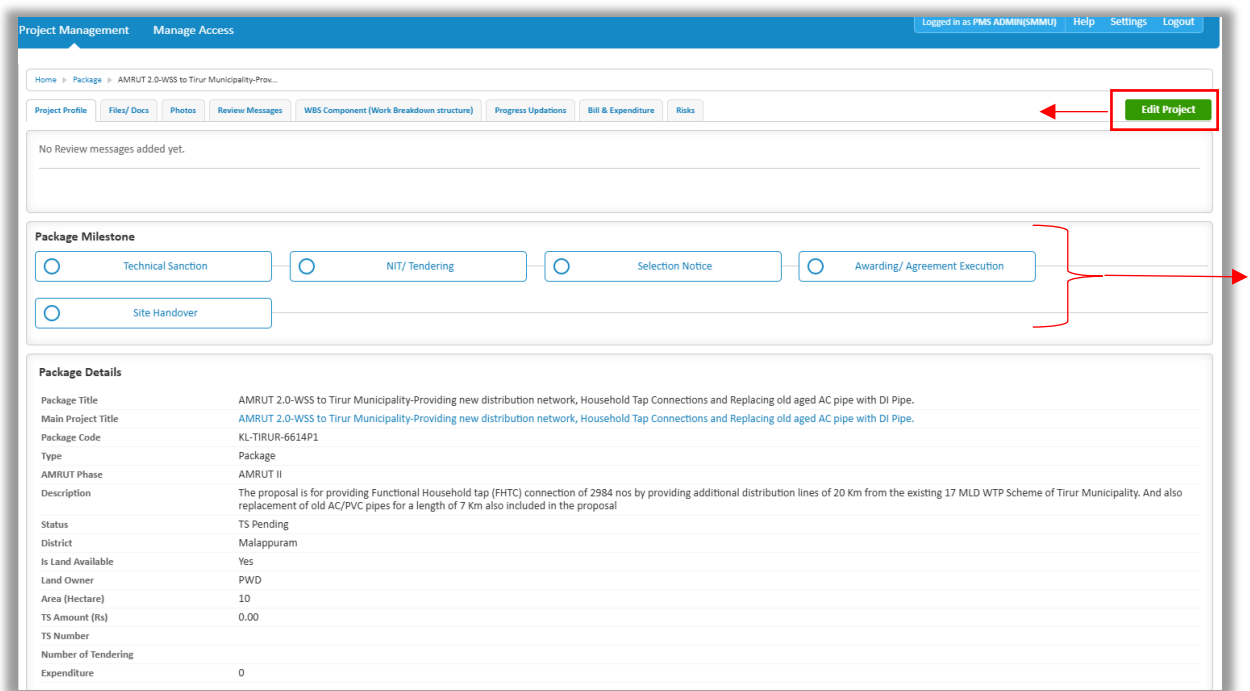 Project Management Manage Access Logged in as PMS ADMIN(SMMU) Help Settings Logout
Home Package AMRUT 2.0-WSS to Tirur Municipality-Prov...
Project Profile Files/ Docs Photos Review Messages WBS Component (Work Breakdown structure) Progress Updations Bill & Expenditure Risks Edit Project
No Review messages added yet.
Package Milestone
Technical Sanction NIT/ Tendering Selection Notice Awarding/ Agreement Execution
Site Handover
Package Details
Package Title AMRUT 2.0-WSS to Tirur Municipality-Providing new distribution network, Household Tap Connections and Replacing old aged AC pipe with DI Pipe.
Main Project Title AMRUT 2.0-WSS to Tirur Municipality-Providing new distribution network, Household Tap Connections and Replacing old aged AC pipe with DI Pipe.
Package Code KL-TIRUR-6614P1
Type Package
AMRUT Phase AMRUT II
Description The proposal is for providing Functional Household tap (FHTC) connection of 2984 nos by providing additional distribution lines of 20 Km from the existing 17 MLD WTP Scheme of Tirur Municipality. And also
replacement of old AC/PVC pipes for a length of 7 Km also included in the proposal
Status TS Pending
District Malappuram
Is Land Available Yes
Land Owner PWD
Area (Hectare) 10
TS Amount (Rs) 0.00
TS Number
Number of Tendering
Expenditure 0